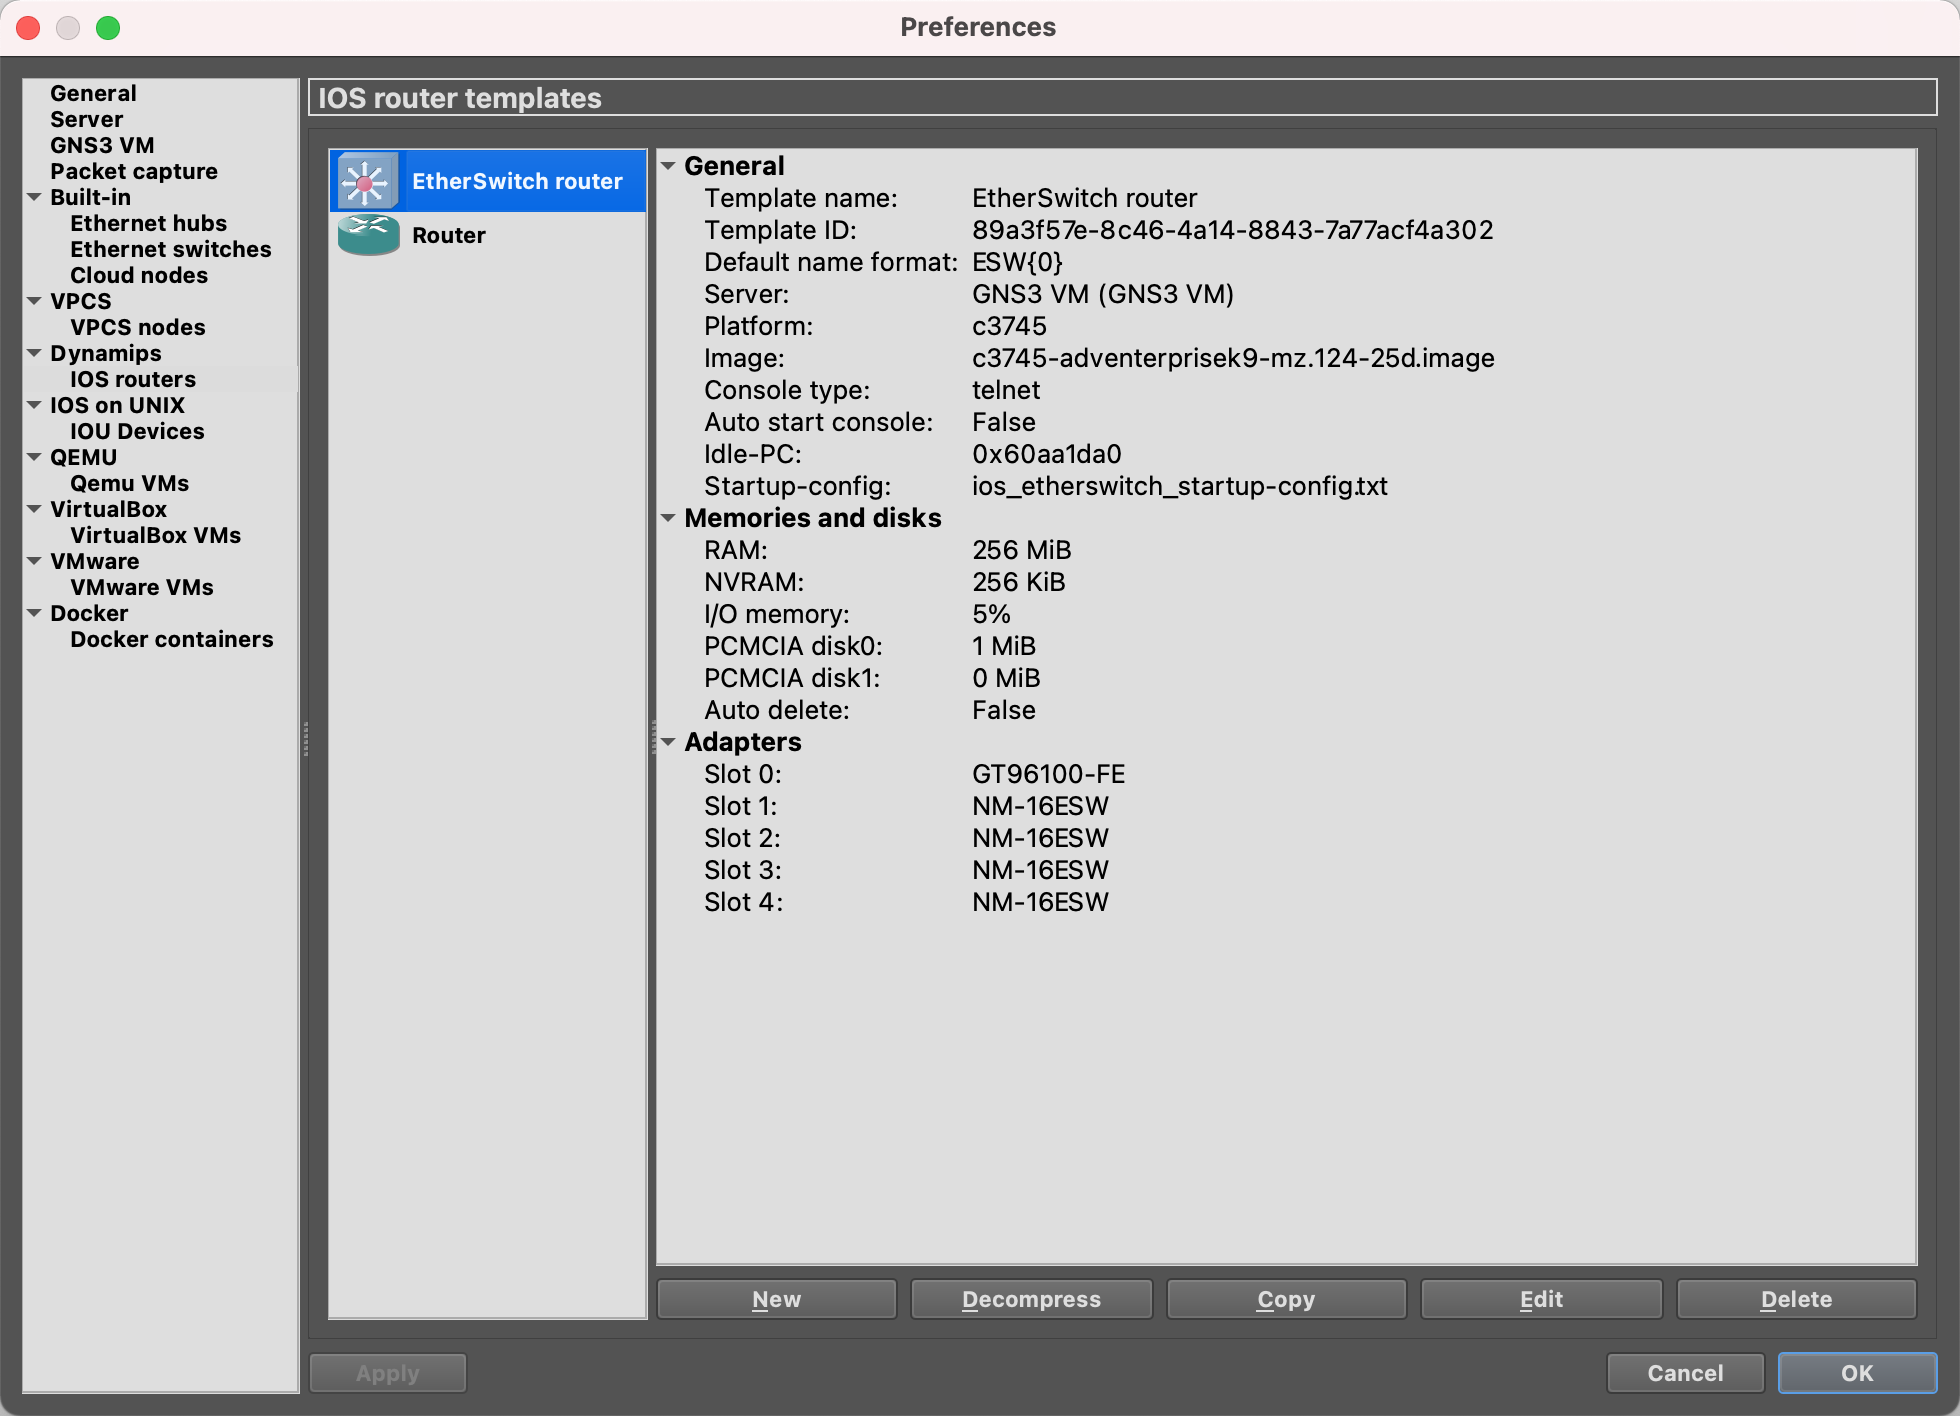 Preferences
General
Server
GNS3 VM
Packet capture
Built-in
Ethernet hubs
Ethernet switches
Cloud nodes
VPCS
VPCS nodes
Dynamips
IOS routers
IOS on UNIX
IOU Devices
QEMU
Qemu VMs
VirtualBox
VirtualBox VMs
VMware
VMware VMs
Docker
Docker containers
IOS router templates
EtherSwitch router
Router
General
Template name: EtherSwitch router
Template ID: 89a3f57e-8c46-4a14-8843-7a77acf4a302
Default name format: ESW{0}
Server: GNS3 VM (GNS3 VM)
Platform: c3745
Image: c3745-adventerprisek9-mz.124-25d.image
Console type: telnet
Auto start console: False
Idle-PC: 0x60aa1da0
Startup-config: ios_etherswitch_startup-config.txt
Memories and disks
RAM: 256 MiB
NVRAM: 256 KiB
I/O memory: 5%
PCMCIA disk0: 1 MiB
PCMCIA disk1: 0 MiB
Auto delete: False
Adapters
Slot 0: GT96100-FE
Slot 1: NM-16ESW
Slot 2: NM-16ESW
Slot 3: NM-16ESW
Slot 4: NM-16ESW
New Decompress Copy Edit Delete
Apply Cancel OK